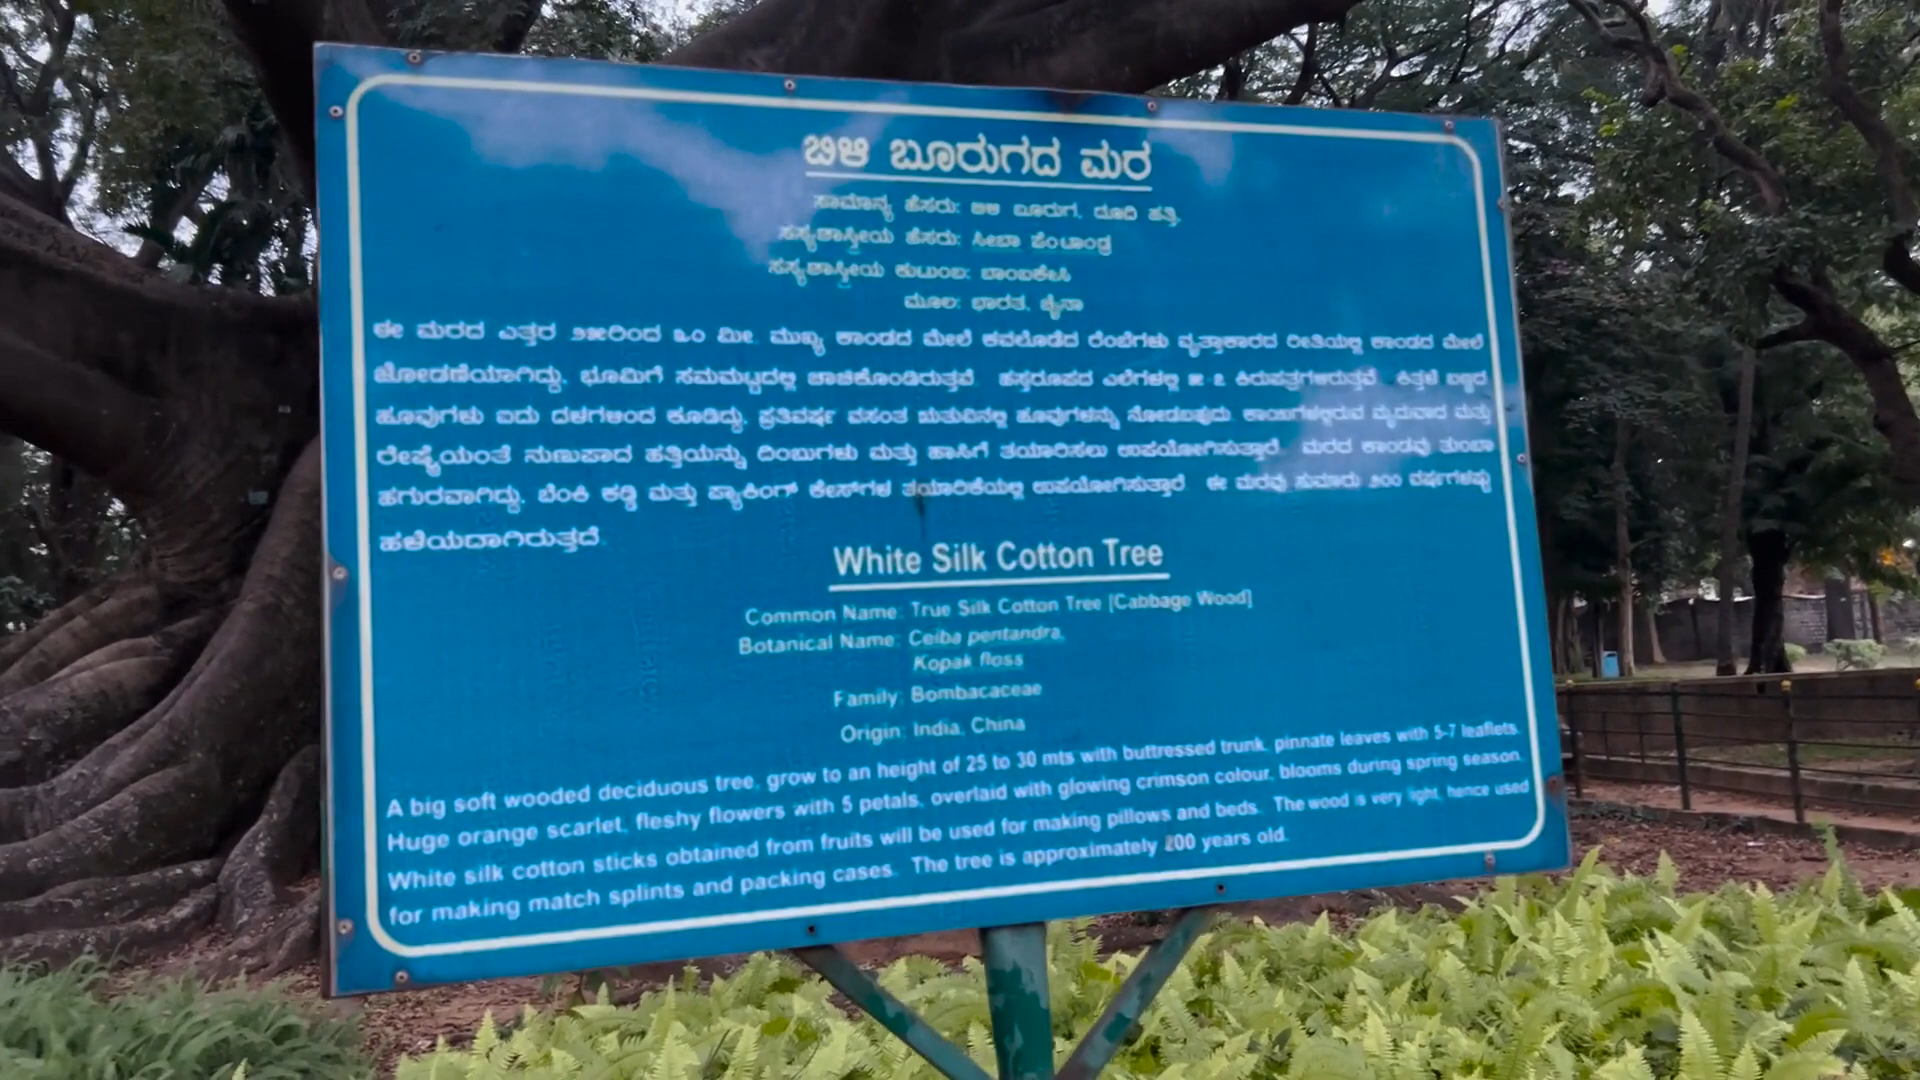 ಬಿಳಿ ಬೂರುಗದ ಮರ
ಸಾಮಾನ್ಯ ಹೆಸರು: ಬಿಳಿ ಬೂರುಗ, ದೂದಿ ಹತ್ತಿ
ಸಸ್ಯಶಾಸ್ತ್ರೀಯ ಹೆಸರು: ಸೀಬಾ ಪೆಂಟಾಂಡ್ರ
ಸಸ್ಯಶಾಸ್ತ್ರೀಯ ಕುಟುಂಬ: ಬಾಂಬಕೇಸಿ
ಮೂಲ: ಭಾರತ, ಚೈನಾ
ಈ ಮರದ ಎತ್ತರ ೨೫ರಿಂದ ೩೦ ಮೀ. ಮುಖ್ಯ ಕಾಂಡದ ಮೇಲೆ ಕವಲೊಡೆದ ರೆಂಬೆಗಳು ವೃತ್ತಾಕಾರದ ರೀತಿಯಲ್ಲಿ ಕಾಂಡದ ಮೇಲೆ
ಜೋಡಣೆಯಾಗಿದ್ದು, ಭೂಮಿಗೆ ಸಮಮಟ್ಟದಲ್ಲಿ ಚಾಚಿಕೊಂಡಿರುತ್ತವೆ. ಹಸ್ತರೂಪದ ಎಲೆಗಳಲ್ಲಿ ೫-೭ ಕಿರುಪತ್ರಗಳಿರುತ್ತವೆ. ಕಿತ್ತಳೆ ಬಣ್ಣದ
ಹೂವುಗಳು ಐದು ದಳಗಳಿಂದ ಕೂಡಿದ್ದು, ಪ್ರತಿವರ್ಷ ವಸಂತ ಋತುವಿನಲ್ಲಿ ಹೂವುಗಳನ್ನು ನೋಡಬಹುದು. ಕಾಯಿಗಳಲ್ಲಿರುವ ಮೃದುವಾದ ಮತ್ತು
ರೇಷ್ಮೆಯಂತೆ ನುಣುಪಾದ ಹತ್ತಿಯನ್ನು ದಿಂಬುಗಳು ಮತ್ತು ಹಾಸಿಗೆ ತಯಾರಿಸಲು ಉಪಯೋಗಿಸುತ್ತಾರೆ. ಮರದ ಕಾಂಡವು ತುಂಬಾ
ಹಗುರವಾಗಿದ್ದು, ಬೆಂಕಿ ಕಡ್ಡಿ ಮತ್ತು ಪ್ಯಾಕಿಂಗ್ ಕೇಸ್‌ಗಳ ತಯಾರಿಕೆಯಲ್ಲಿ ಉಪಯೋಗಿಸುತ್ತಾರೆ. ಈ ಮರವು ಸುಮಾರು ೨೦೦ ವರ್ಷಗಳಷ್ಟು
ಹಳೆಯದಾಗಿರುತ್ತದೆ.
White Silk Cotton Tree
Common Name: True Silk Cotton Tree [Cabbage Wood]
Botanical Name: Ceiba pentandra,
Kopak floss
Family: Bombacaceae
Origin: India, China
A big soft wooded deciduous tree, grow to an height of 25 to 30 mts with buttressed trunk, pinnate leaves with 5-7 leaflets.
Huge orange scarlet, fleshy flowers with 5 petals, overlaid with glowing crimson colour, blooms during spring season.
White silk cotton sticks obtained from fruits will be used for making pillows and beds. The wood is very light, hence used
for making match splints and packing cases. The tree is approximately 200 years old.